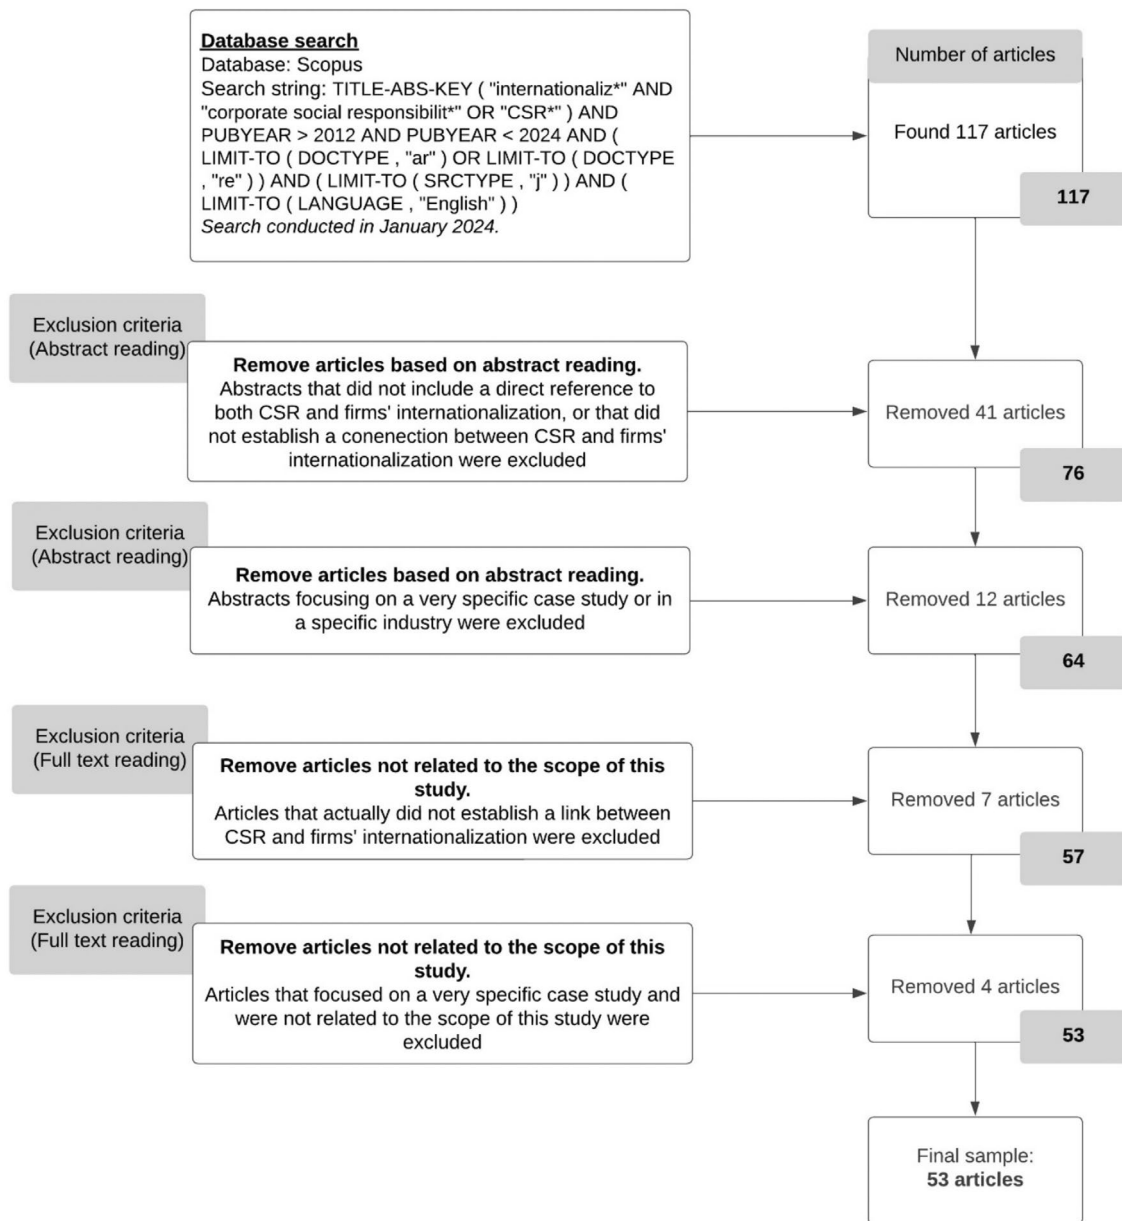 Database search
Database: Scopus
Search string: TITLE-ABS-KEY ( "internationaliz*" AND
"corporate social responsibilit*" OR "CSR*" ) AND
PUBYEAR > 2012 AND PUBYEAR < 2024 AND (
LIMIT-TO ( DOCTYPE , "ar" ) OR LIMIT-TO ( DOCTYPE
, "re" ) ) AND ( LIMIT-TO ( SRCTYPE , "j" ) ) AND (
LIMIT-TO ( LANGUAGE , "English" ) )
Search conducted in January 2024.
Number of articles
Found 117 articles
117
Exclusion criteria
(Abstract reading)
Remove articles based on abstract reading.
Abstracts that did not include a direct reference to
both CSR and firms' internationalization, or that did
not establish a conenection between CSR and firms'
internationalization were excluded
Removed 41 articles
76
Exclusion criteria
(Abstract reading)
Remove articles based on abstract reading.
Abstracts focusing on a very specific case study or in
a specific industry were excluded
Removed 12 articles
64
Exclusion criteria
(Full text reading)
Remove articles not related to the scope of this
study.
Articles that actually did not establish a link between
CSR and firms' internationalization were excluded
Removed 7 articles
57
Exclusion criteria
(Full text reading)
Remove articles not related to the scope of this
study.
Articles that focused on a very specific case study and
were not related to the scope of this study were
excluded
Removed 4 articles
53
Final sample:
53 articles